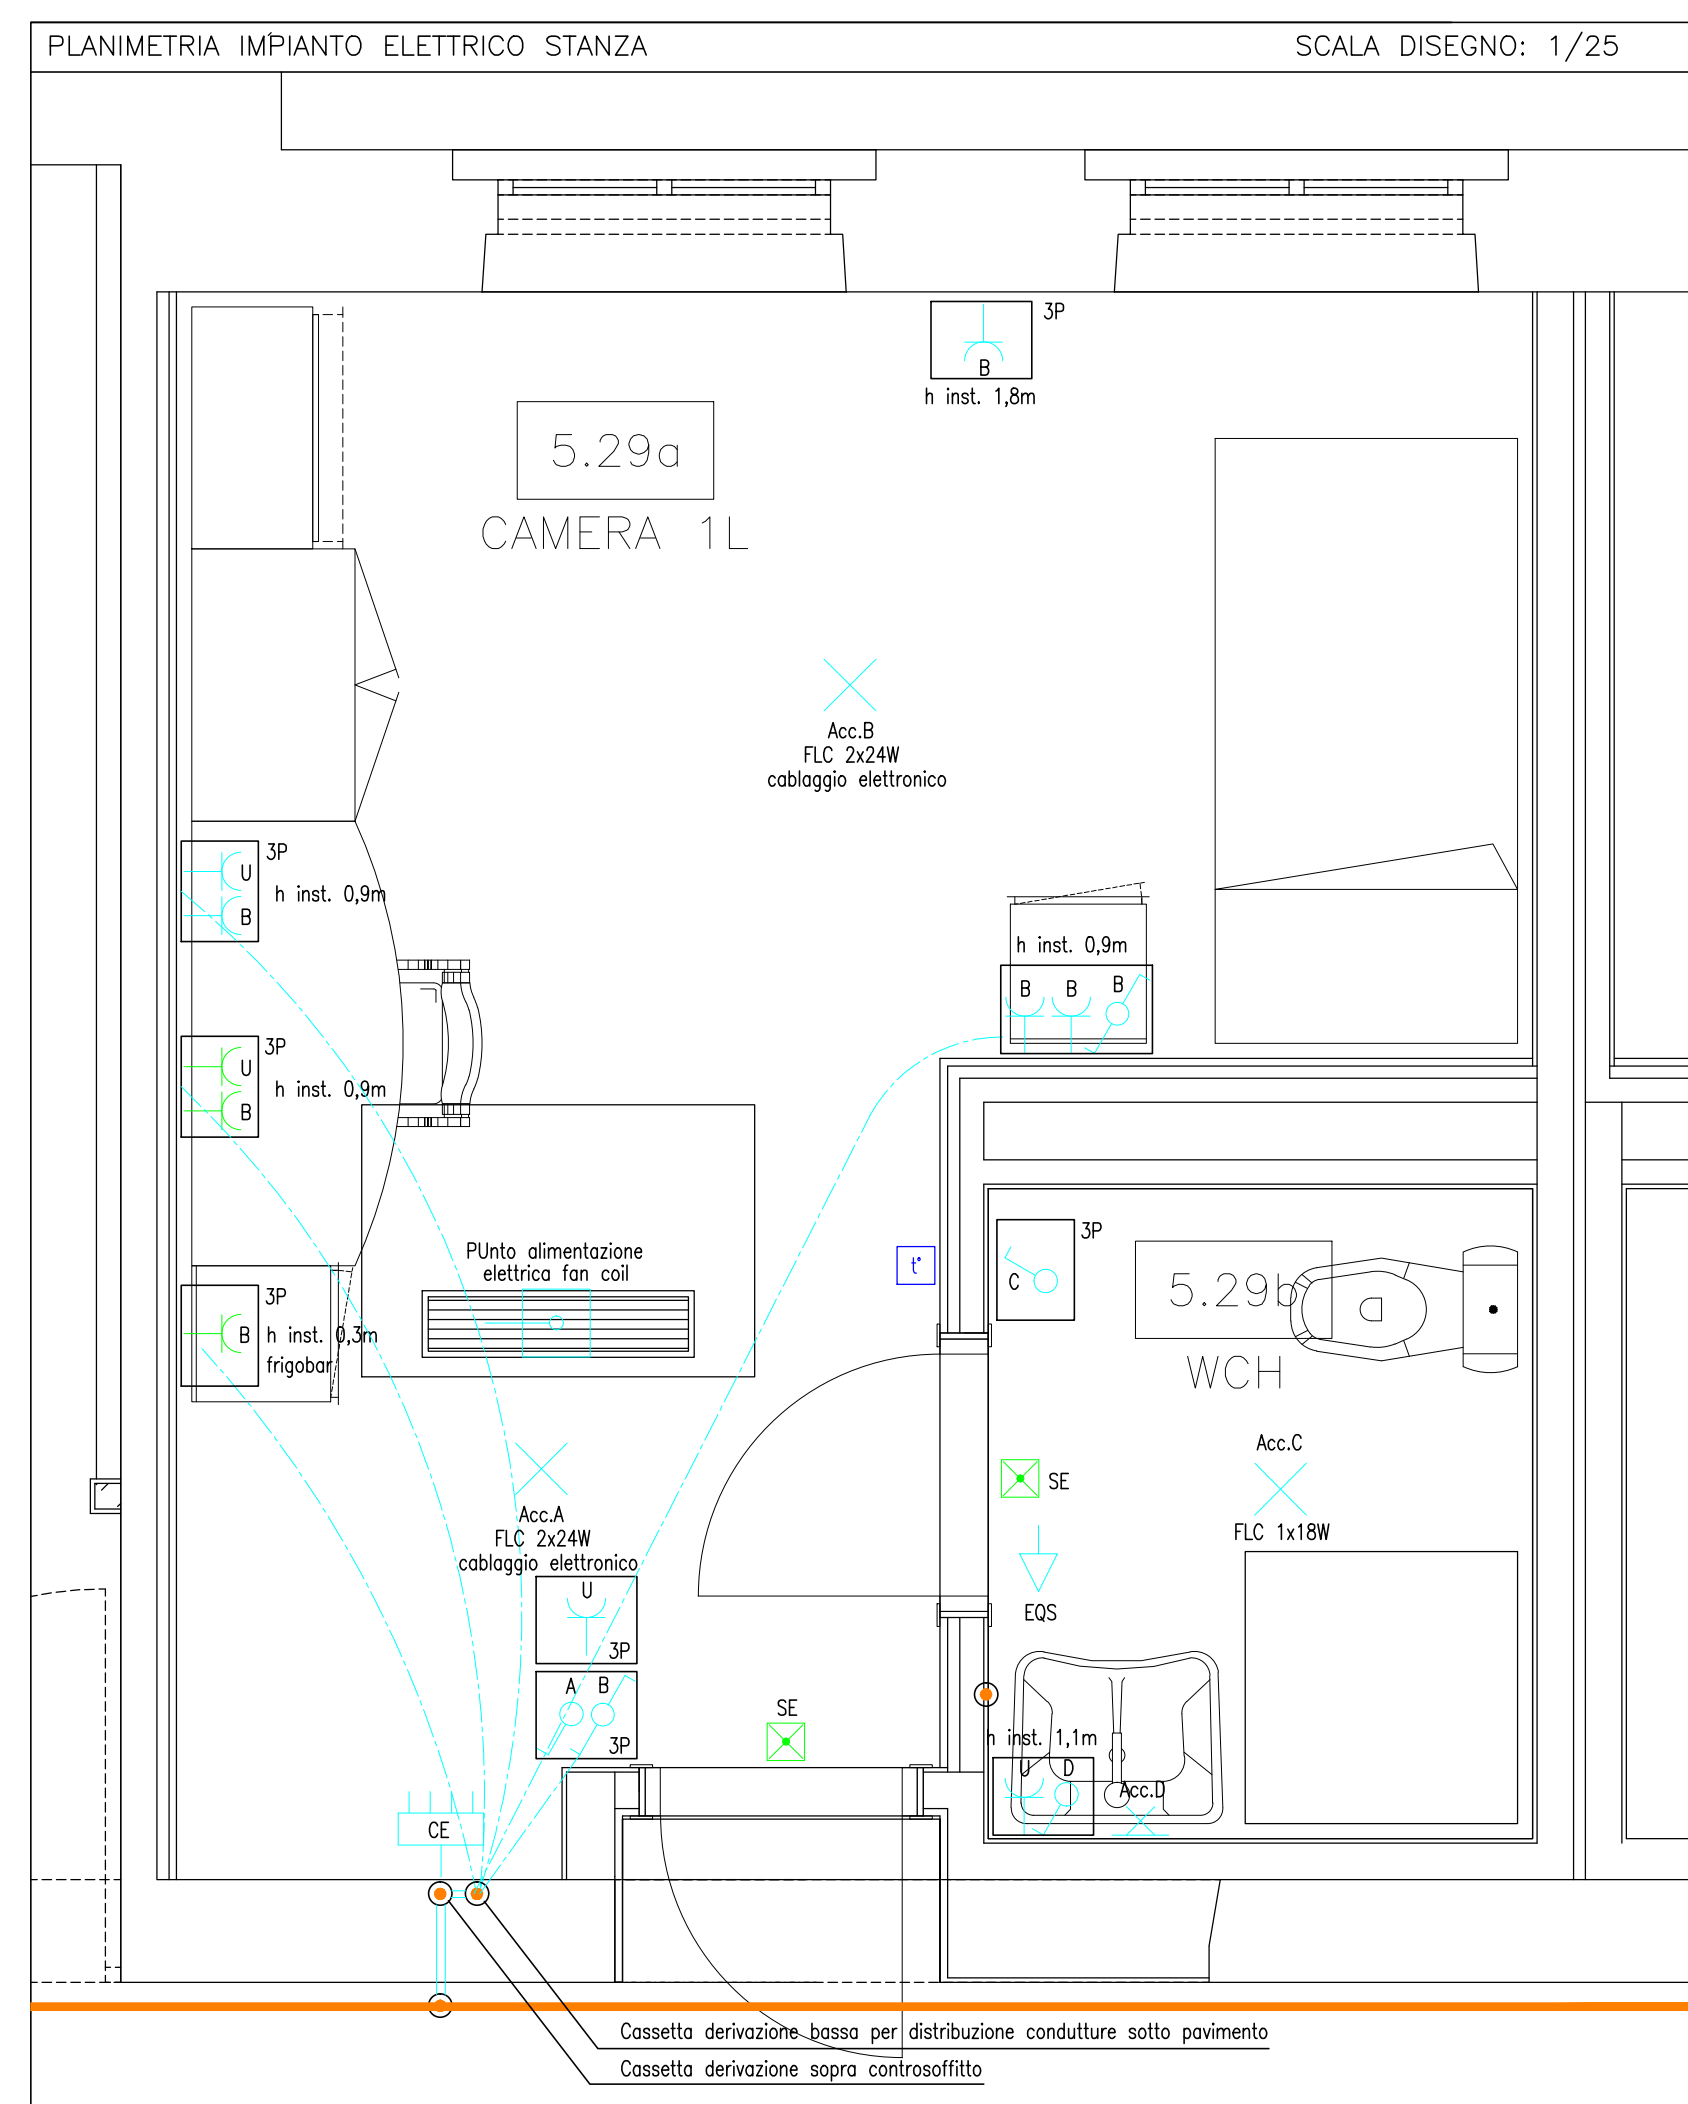 PLANIMETRIA IMPIANTO ELETTRICO STANZA
SCALA DISEGNO: 1/25
3P
B
h inst. 1,8m
5.29a
CAMERA 1L
Acc.B
FLC 2x24W
cablaggio elettronico
3P
U
h inst. 0,9m
B
h inst. 0,9m
B B B
3P
U
h inst. 0,9m
B
3P
C
5.29b
WCH
PUnto alimentazione
elettrica fan coil
t°
3P
B
h inst. 0,3m
frigobar
Acc.C
SE
FLC 1x18W
EQS
Acc.A
FLC 2x24W
cablaggio elettronico
U
3P
A B
3P
SE
h inst. 1,1m
U D
Acc.D
CE
Cassetta derivazione bassa per distribuzione condutture sotto pavimento
Cassetta derivazione sopra controsoffitto